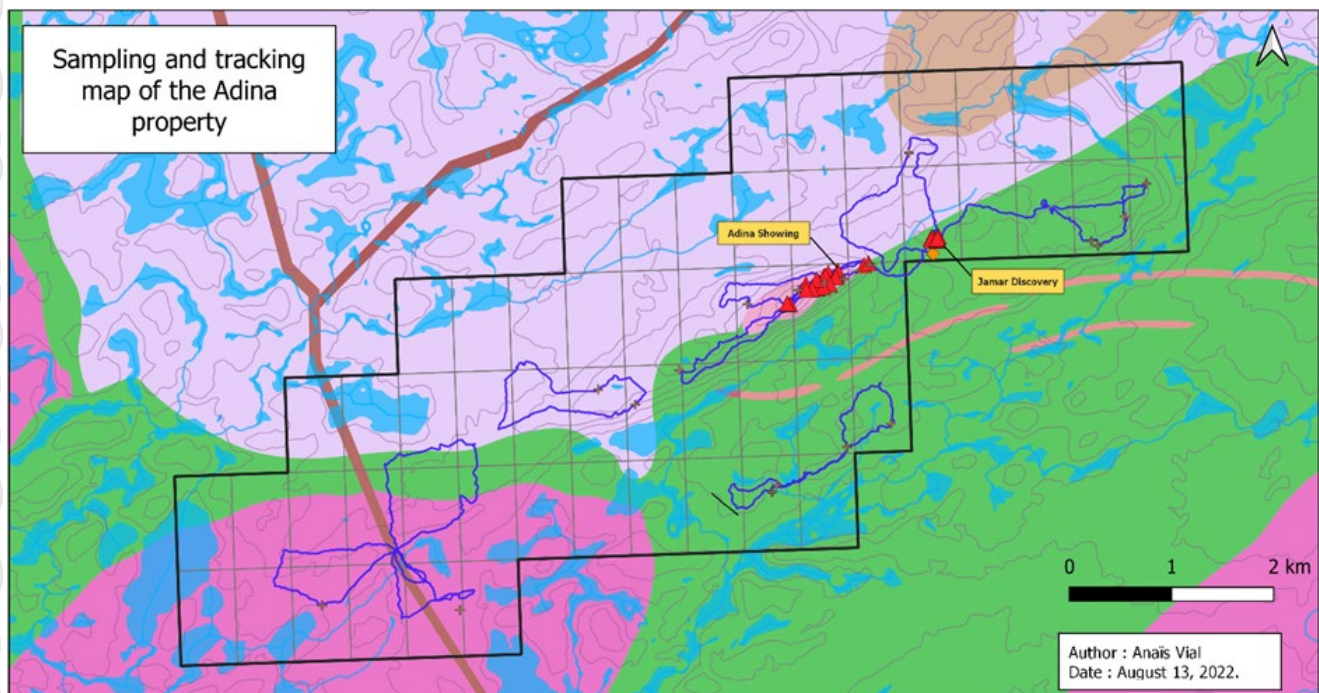 Sampling and tracking
map of the Adina
property
Adina Showing
Jamar Discovery
0 1 2 km
Author : Anaïs Vial
Date : August 13, 2022.